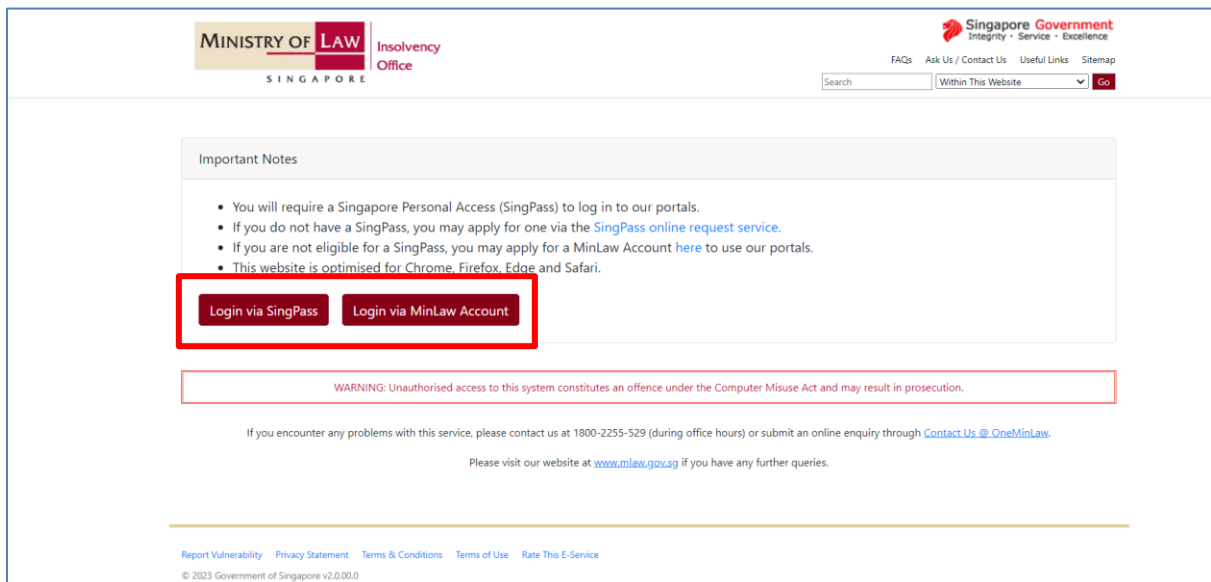 MINISTRY OF LAW
SINGAPORE
Insolvency
Office
Singapore Government
Integrity · Service · Excellence
FAQs Ask Us / Contact Us Useful Links Sitemap
Search Within This Website Go
Important Notes
• You will require a Singapore Personal Access (SingPass) to log in to our portals.
• If you do not have a SingPass, you may apply for one via the SingPass online request service.
• If you are not eligible for a SingPass, you may apply for a MinLaw Account here to use our portals.
• This website is optimised for Chrome, Firefox, Edge and Safari.
Login via SingPass Login via MinLaw Account
WARNING: Unauthorised access to this system constitutes an offence under the Computer Misuse Act and may result in prosecution.
If you encounter any problems with this service, please contact us at 1800-2255-529 (during office hours) or submit an online enquiry through Contact Us @ OneMinLaw.
Please visit our website at www.mlaw.gov.sg if you have any further queries.
Report Vulnerability Privacy Statement Terms & Conditions Terms of Use Rate This E-Service
© 2023 Government of Singapore v2.0.00.0